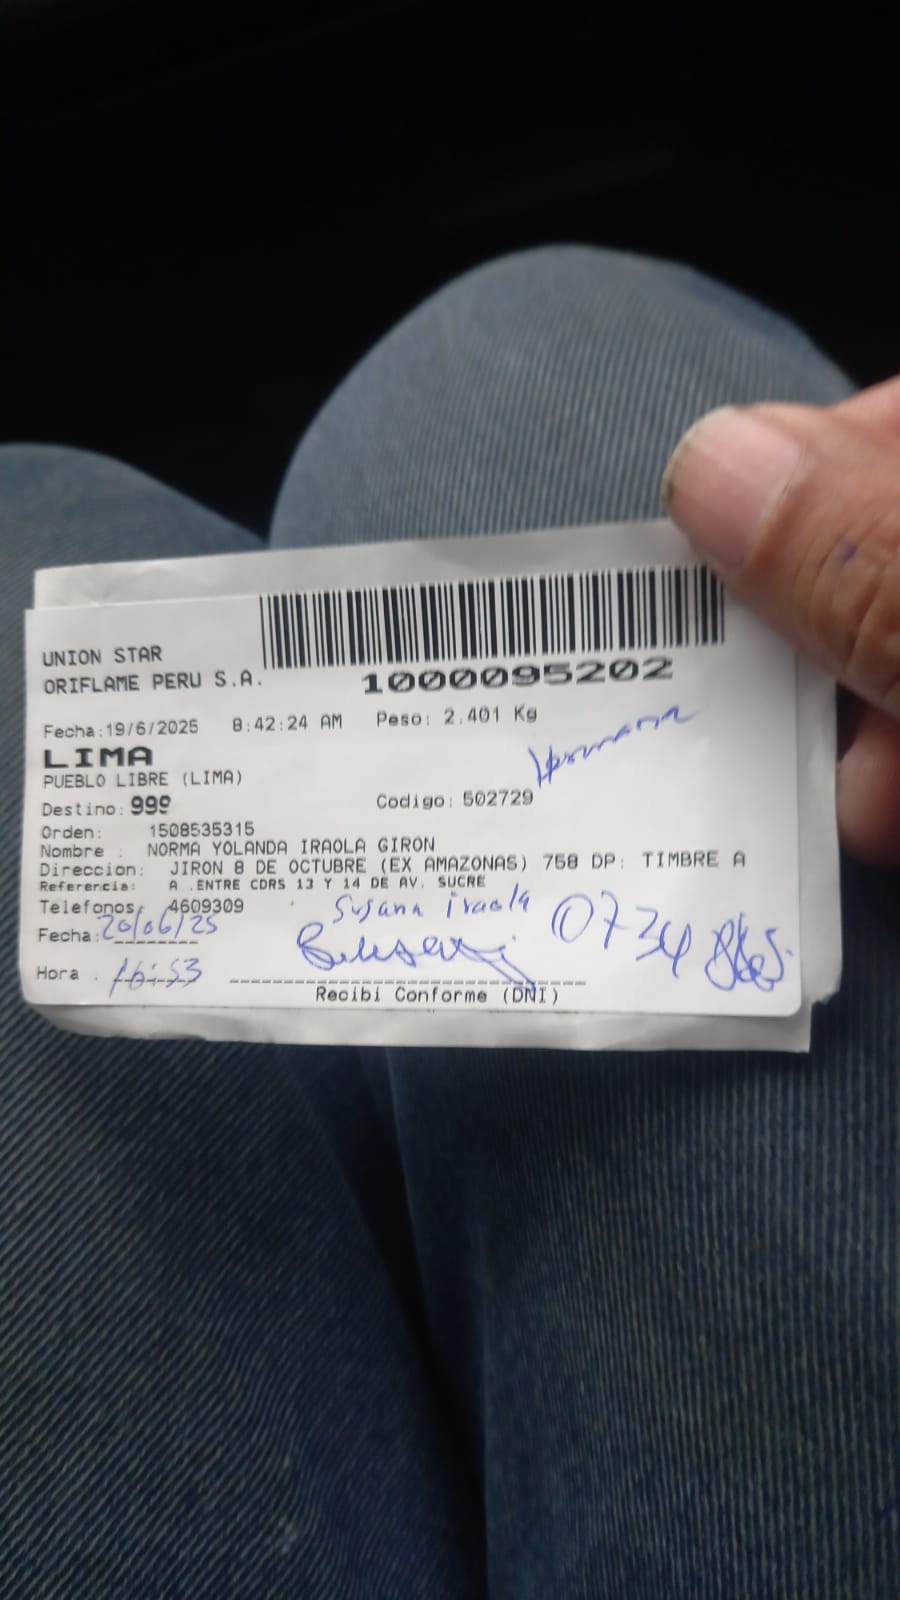 UNION STAR
ORIFLAME PERU S.A.
1000095202
Fecha:19/6/2025 8:42:24 AM Peso: 2.401 Kg
LIMA
Hermana
PUEBLO LIBRE (LIMA)
Destino: 999 Codigo: 502729
Orden: 1508535315
Nombre : NORMA YOLANDA IRAOLA GIRON
Direccion: JIRON 8 DE OCTUBRE (EX AMAZONAS) 758 DP: TIMBRE A
Referencia: A .ENTRE CDRS 13 Y 14 DE AV. SUCRE
Telefonos: 4609309 Susana iraola
Fecha: 20/06/25 0734
Hora : 16:53
Recibi Conforme (DNI)